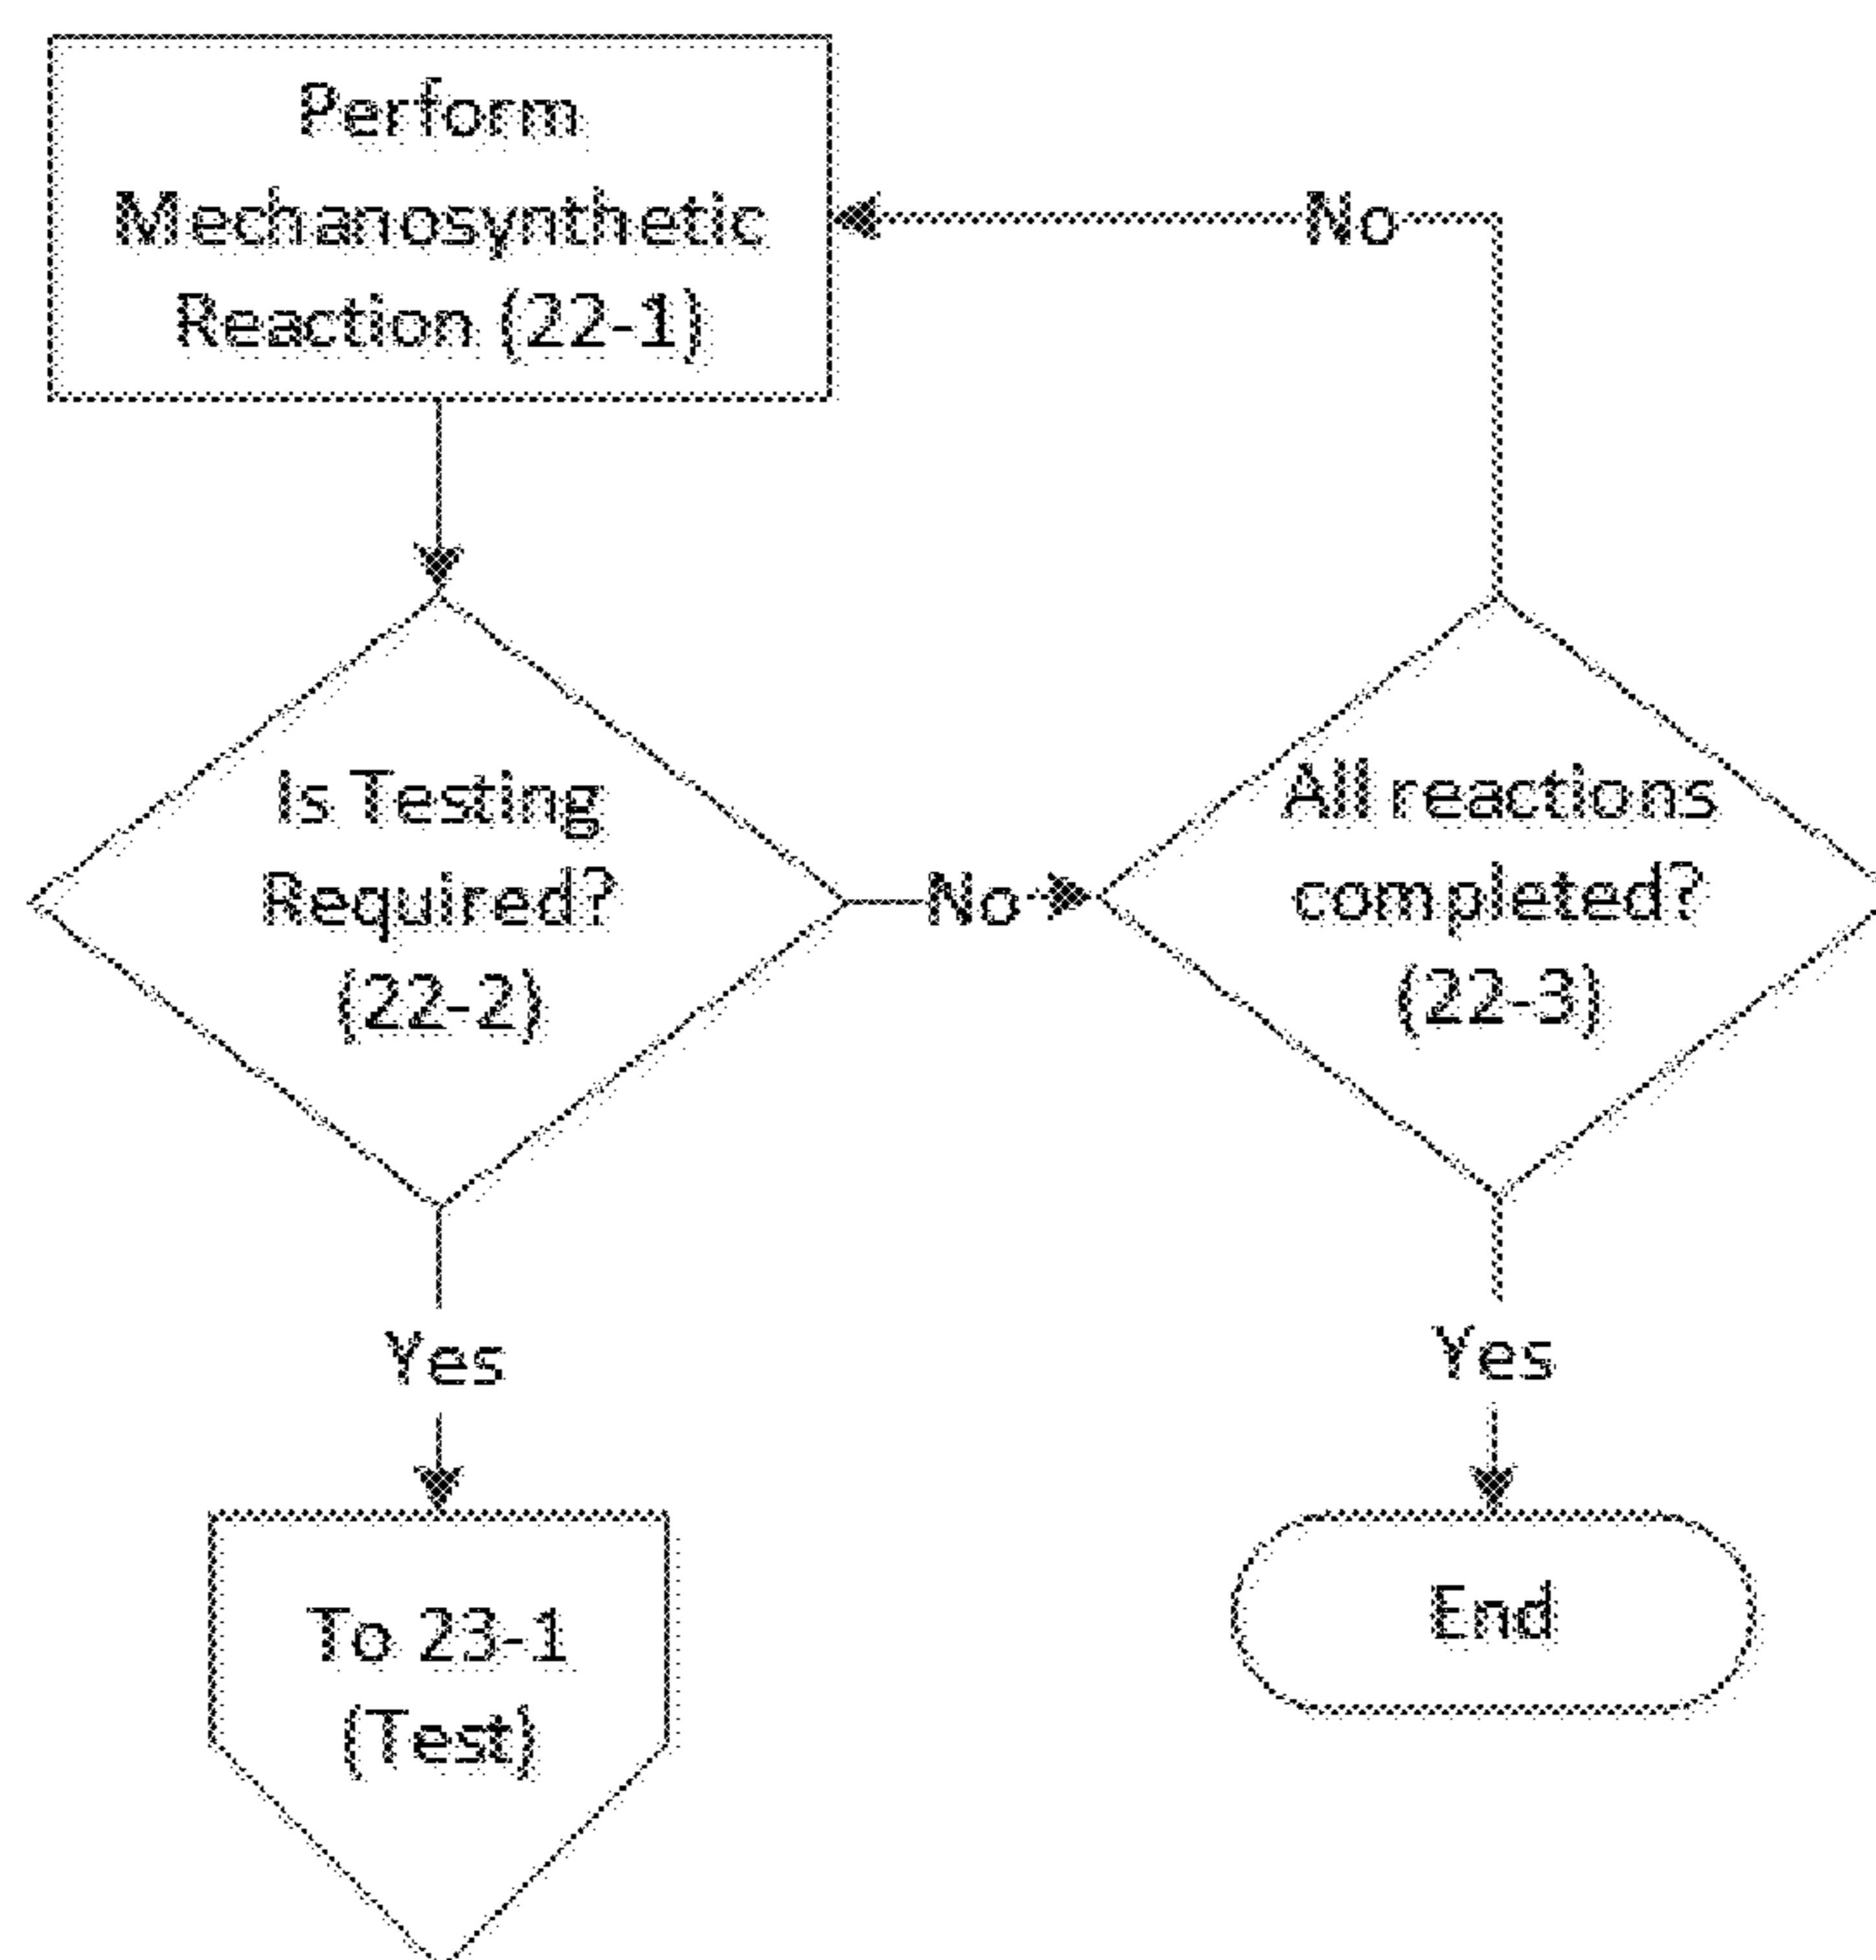 Perform
Mechanosynthetic
Reaction (22-1)
No
Is Testing
Required?
(22-2)
No
All reactions
completed?
(22-3)
Yes
Yes
To 23-1
(Test)
End